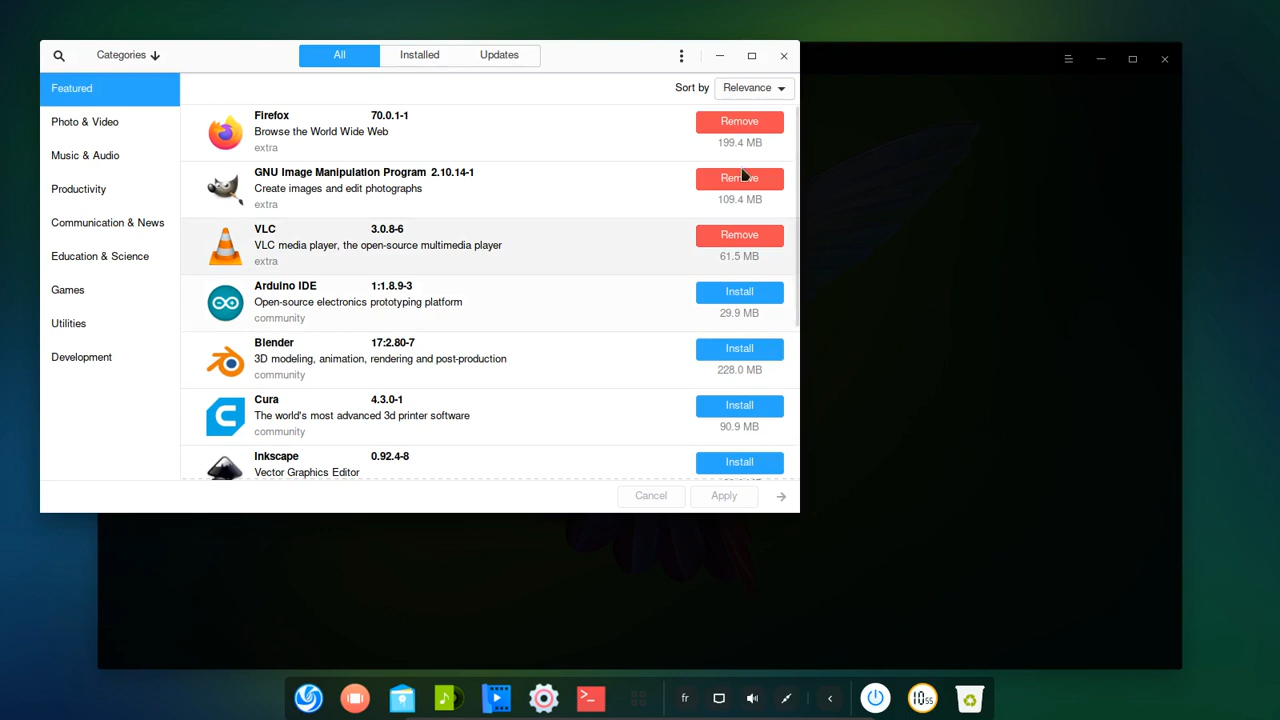 Categories
All
Installed
Updates
Featured
Photo & Video
Music & Audio
Productivity
Communication & News
Education & Science
Games
Utilities
Development
Sort by
Relevance
Firefox 70.0.1-1
Browse the World Wide Web
extra
Remove
199.4 MB
GNU Image Manipulation Program 2.10.14-1
Create images and edit photographs
extra
Remove
109.4 MB
VLC 3.0.8-6
VLC media player, the open-source multimedia player
extra
Remove
61.5 MB
Arduino IDE 1:1.8.9-3
Open-source electronics prototyping platform
community
Install
29.9 MB
Blender 17:2.80-7
3D modeling, animation, rendering and post-production
community
Install
228.0 MB
Cura 4.3.0-1
The world's most advanced 3d printer software
community
Install
90.9 MB
Inkscape 0.92.4-8
Vector Graphics Editor
Install
Cancel
Apply
fr
10 55